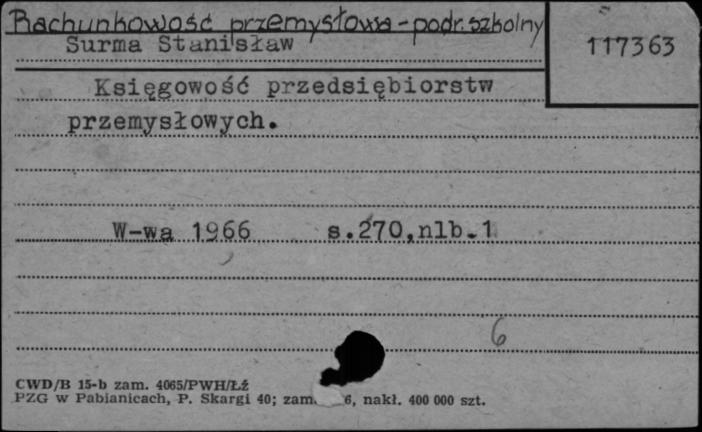 Rachunkowość przemysłowa - podr. szkolny
Surma Stanisław
117363
Księgowość przedsiębiorstw
przemysłowych.
W-wa 1966 s.270,nlb.1
6
CWD/B 15-b zam. 4065/PWH/Łź
PZG w Pabianicach, P. Skargi 40; zam. 6, nakł. 400 000 szt.